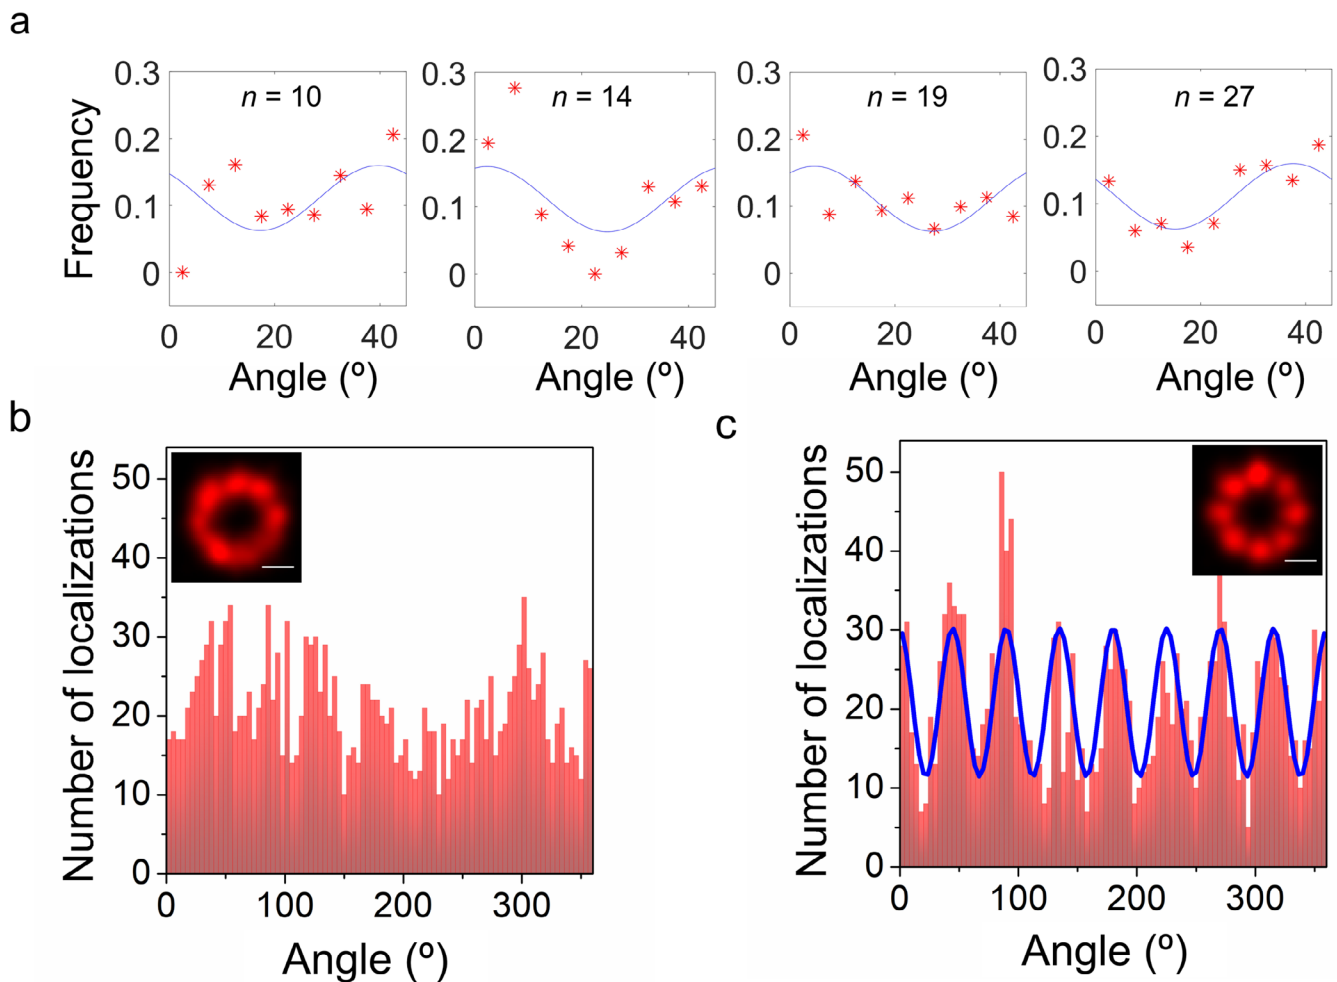 a
Frequency
0.3
0.2
0.1
0
n = 10
0 20 40
Angle (º)
0.3
0.2
0.1
0
n = 14
0 20 40
Angle (º)
0.3
0.2
0.1
0
n = 19
0 20 40
Angle (º)
0.3
0.2
0.1
0
n = 27
0 20 40
Angle (º)
b
Number of localizations
50
40
30
20
10
0
0 100 200 300
Angle (º)
c
Number of localizations
50
40
30
20
10
0
0 100 200 300
Angle (º)